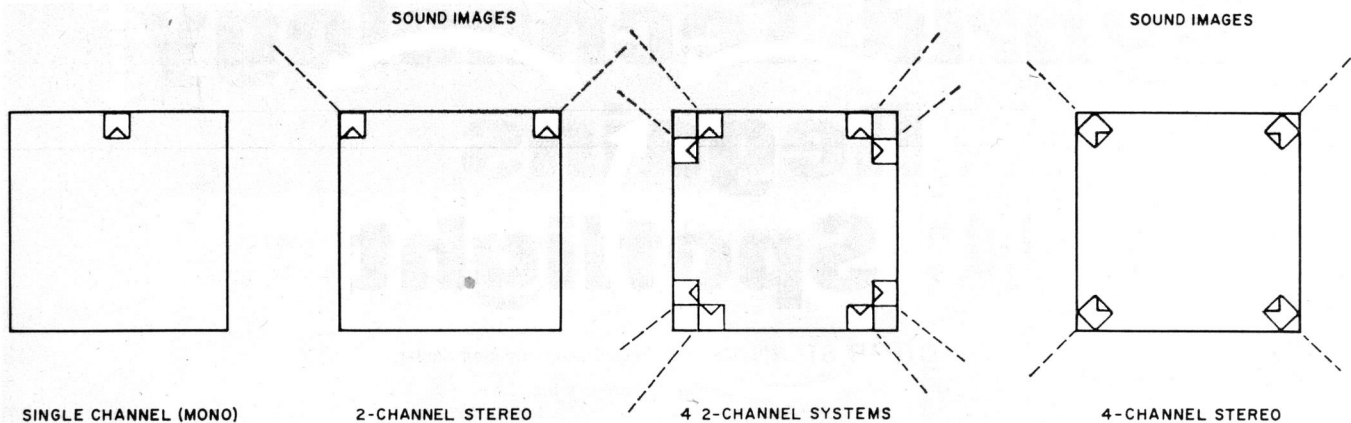 SOUND IMAGES
SOUND IMAGES
SINGLE CHANNEL (MONO)
2-CHANNEL STEREO
4 2-CHANNEL SYSTEMS
4-CHANNEL STEREO